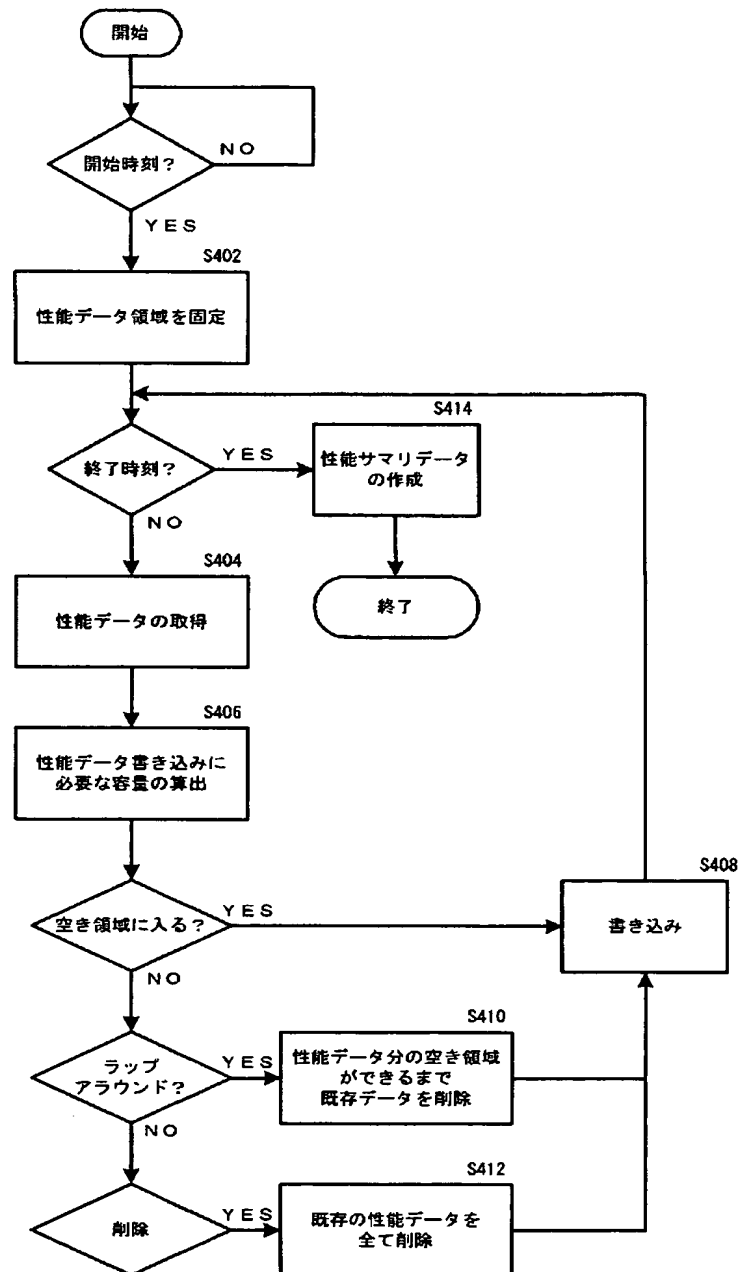 開始
開始時刻？
NO
YES
S402
性能データ領域を固定
S414
終了時刻？
YES
性能サマリデータ
の作成
NO
終了
S404
性能データの取得
S406
性能データ書き込みに
必要な容量の算出
S408
空き領域に入る？
YES
書き込み
NO
S410
ラップ
アラウンド？
YES
性能データ分の空き領域
ができるまで
既存データを削除
NO
S412
削除
YES
既存の性能データを
全て削除